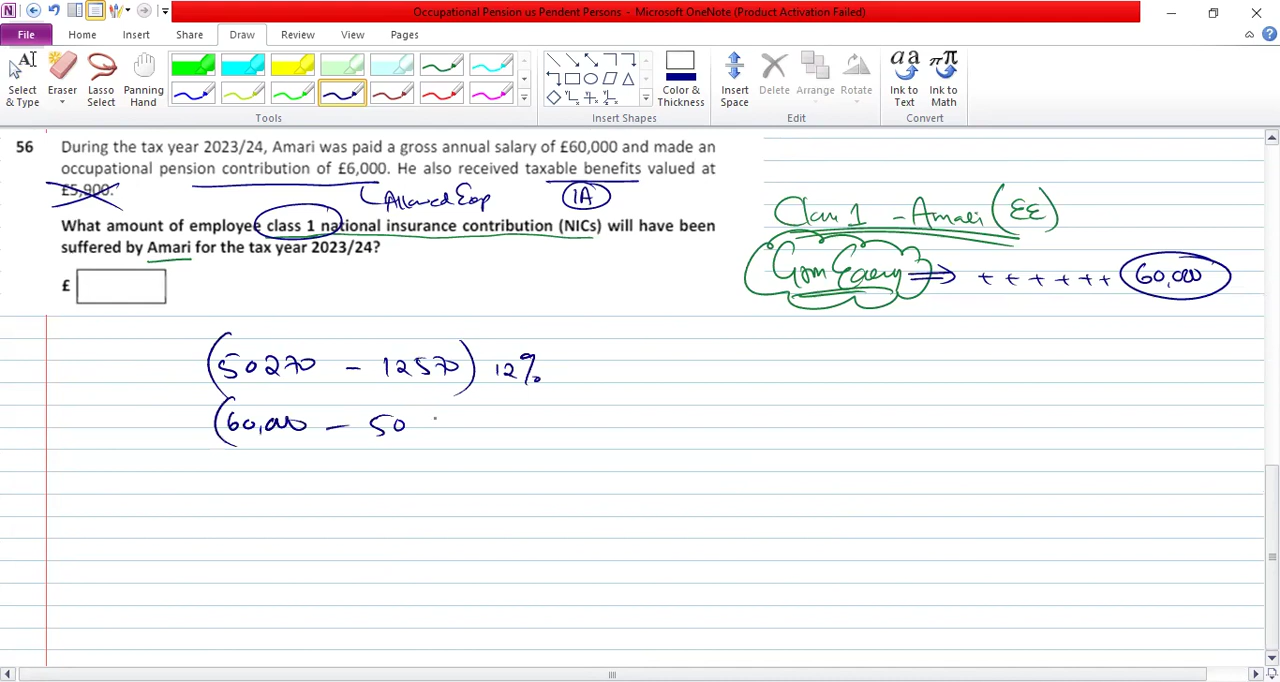 Occupational Pension us Pendent Persons - Microsoft OneNote (Product Activation Failed)
File Home Insert Share Draw Review View Pages
Select & Type
Eraser
Lasso Select
Panning Hand
Color & Thickness
Insert Space
Delete
Arrange
Rotate
Ink to Text
Ink to Math
Tools
Insert Shapes
Edit
Convert
56 During the tax year 2023/24, Amari was paid a gross annual salary of £60,000 and made an
occupational pension contribution of £6,000. He also received taxable benefits valued at
£5,900.
Allowed Exp
1A
What amount of employee class 1 national insurance contribution (NICs) will have been
suffered by Amari for the tax year 2023/24?
£
Class 1 - Amari (EE)
⇒ + + + + + + 60,000
(50270 - 12570) 12%
(60,000 - 50